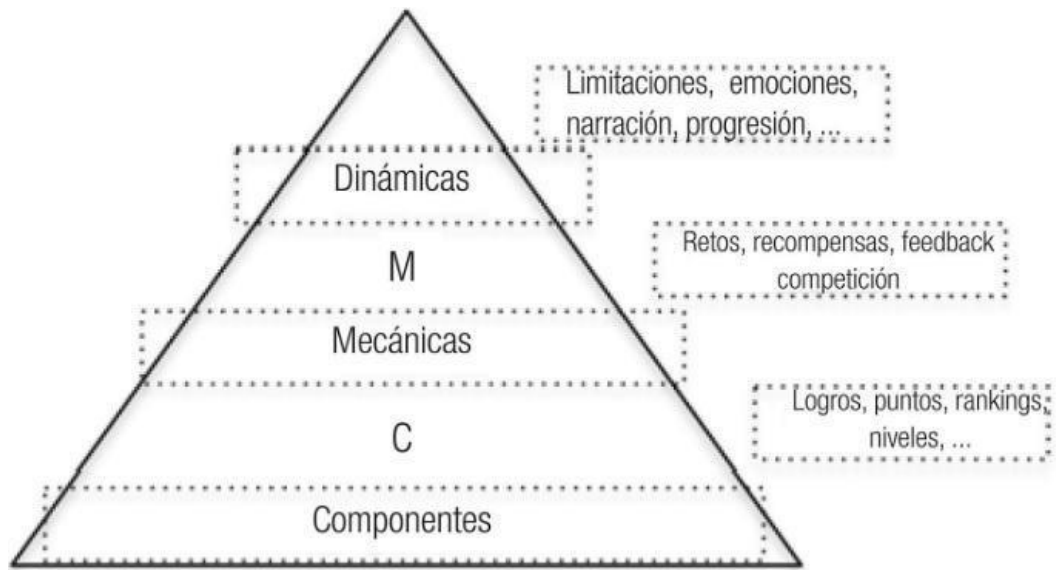 Limitaciones, emociones,
narración, progresión, ...
Dinámicas
M
Retos, recompensas, feedback
competición
Mecánicas
C
Logros, puntos, rankings,
niveles, ...
Componentes